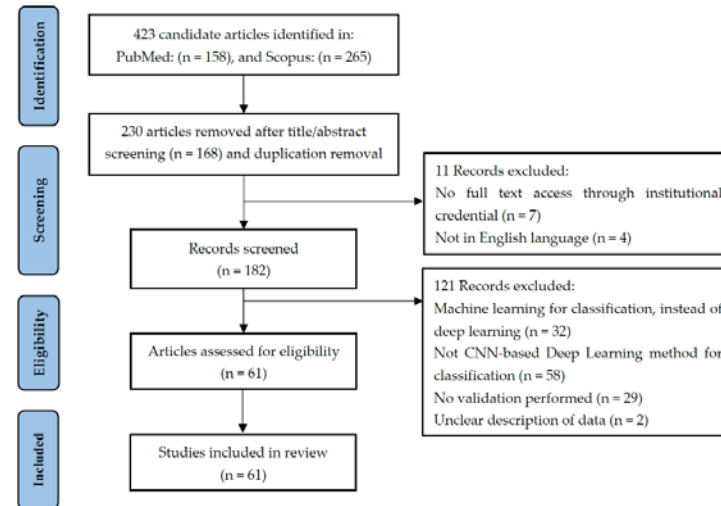 Identification
423 candidate articles identified in:
PubMed: (n = 158), and Scopus: (n = 265)
230 articles removed after title/abstract
screening (n = 168) and duplication removal
Screening
11 Records excluded:
No full text access through institutional
credential (n = 7)
Not in English language (n = 4)
Records screened
(n = 182)
Eligibility
121 Records excluded:
Machine learning for classification, instead of
deep learning (n = 32)
Not CNN-based Deep Learning method for
classification (n = 58)
No validation performed (n = 29)
Unclear description of data (n = 2)
Articles assessed for eligibility
(n = 61)
Included
Studies included in review
(n = 61)